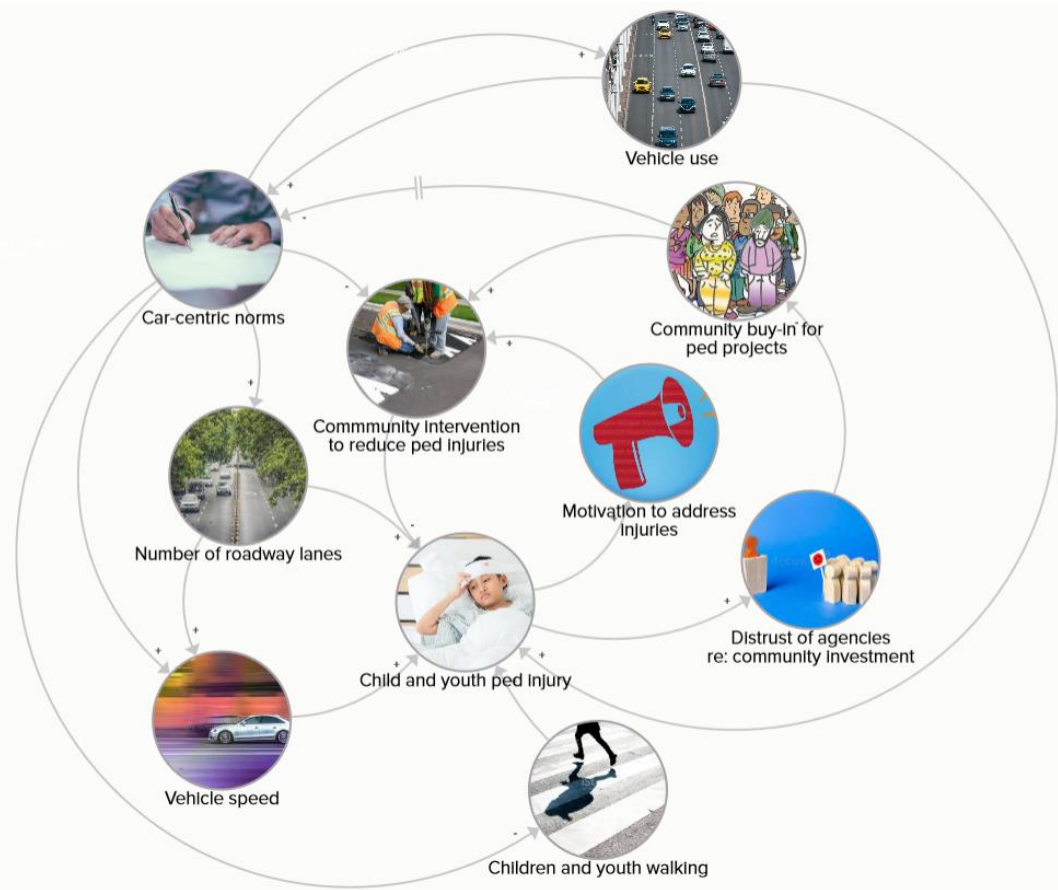 +
Vehicle use
+
-
Car-centric norms
-
+
Community buy-in for
ped projects
+
+
Commmunity intervention
to reduce ped injuries
Motivation to address
injuries
Number of roadway lanes
-
+
+
Distrust of agencies
re: community investment
+
+
+
+
Child and youth ped injury
Vehicle speed
-
Children and youth walking